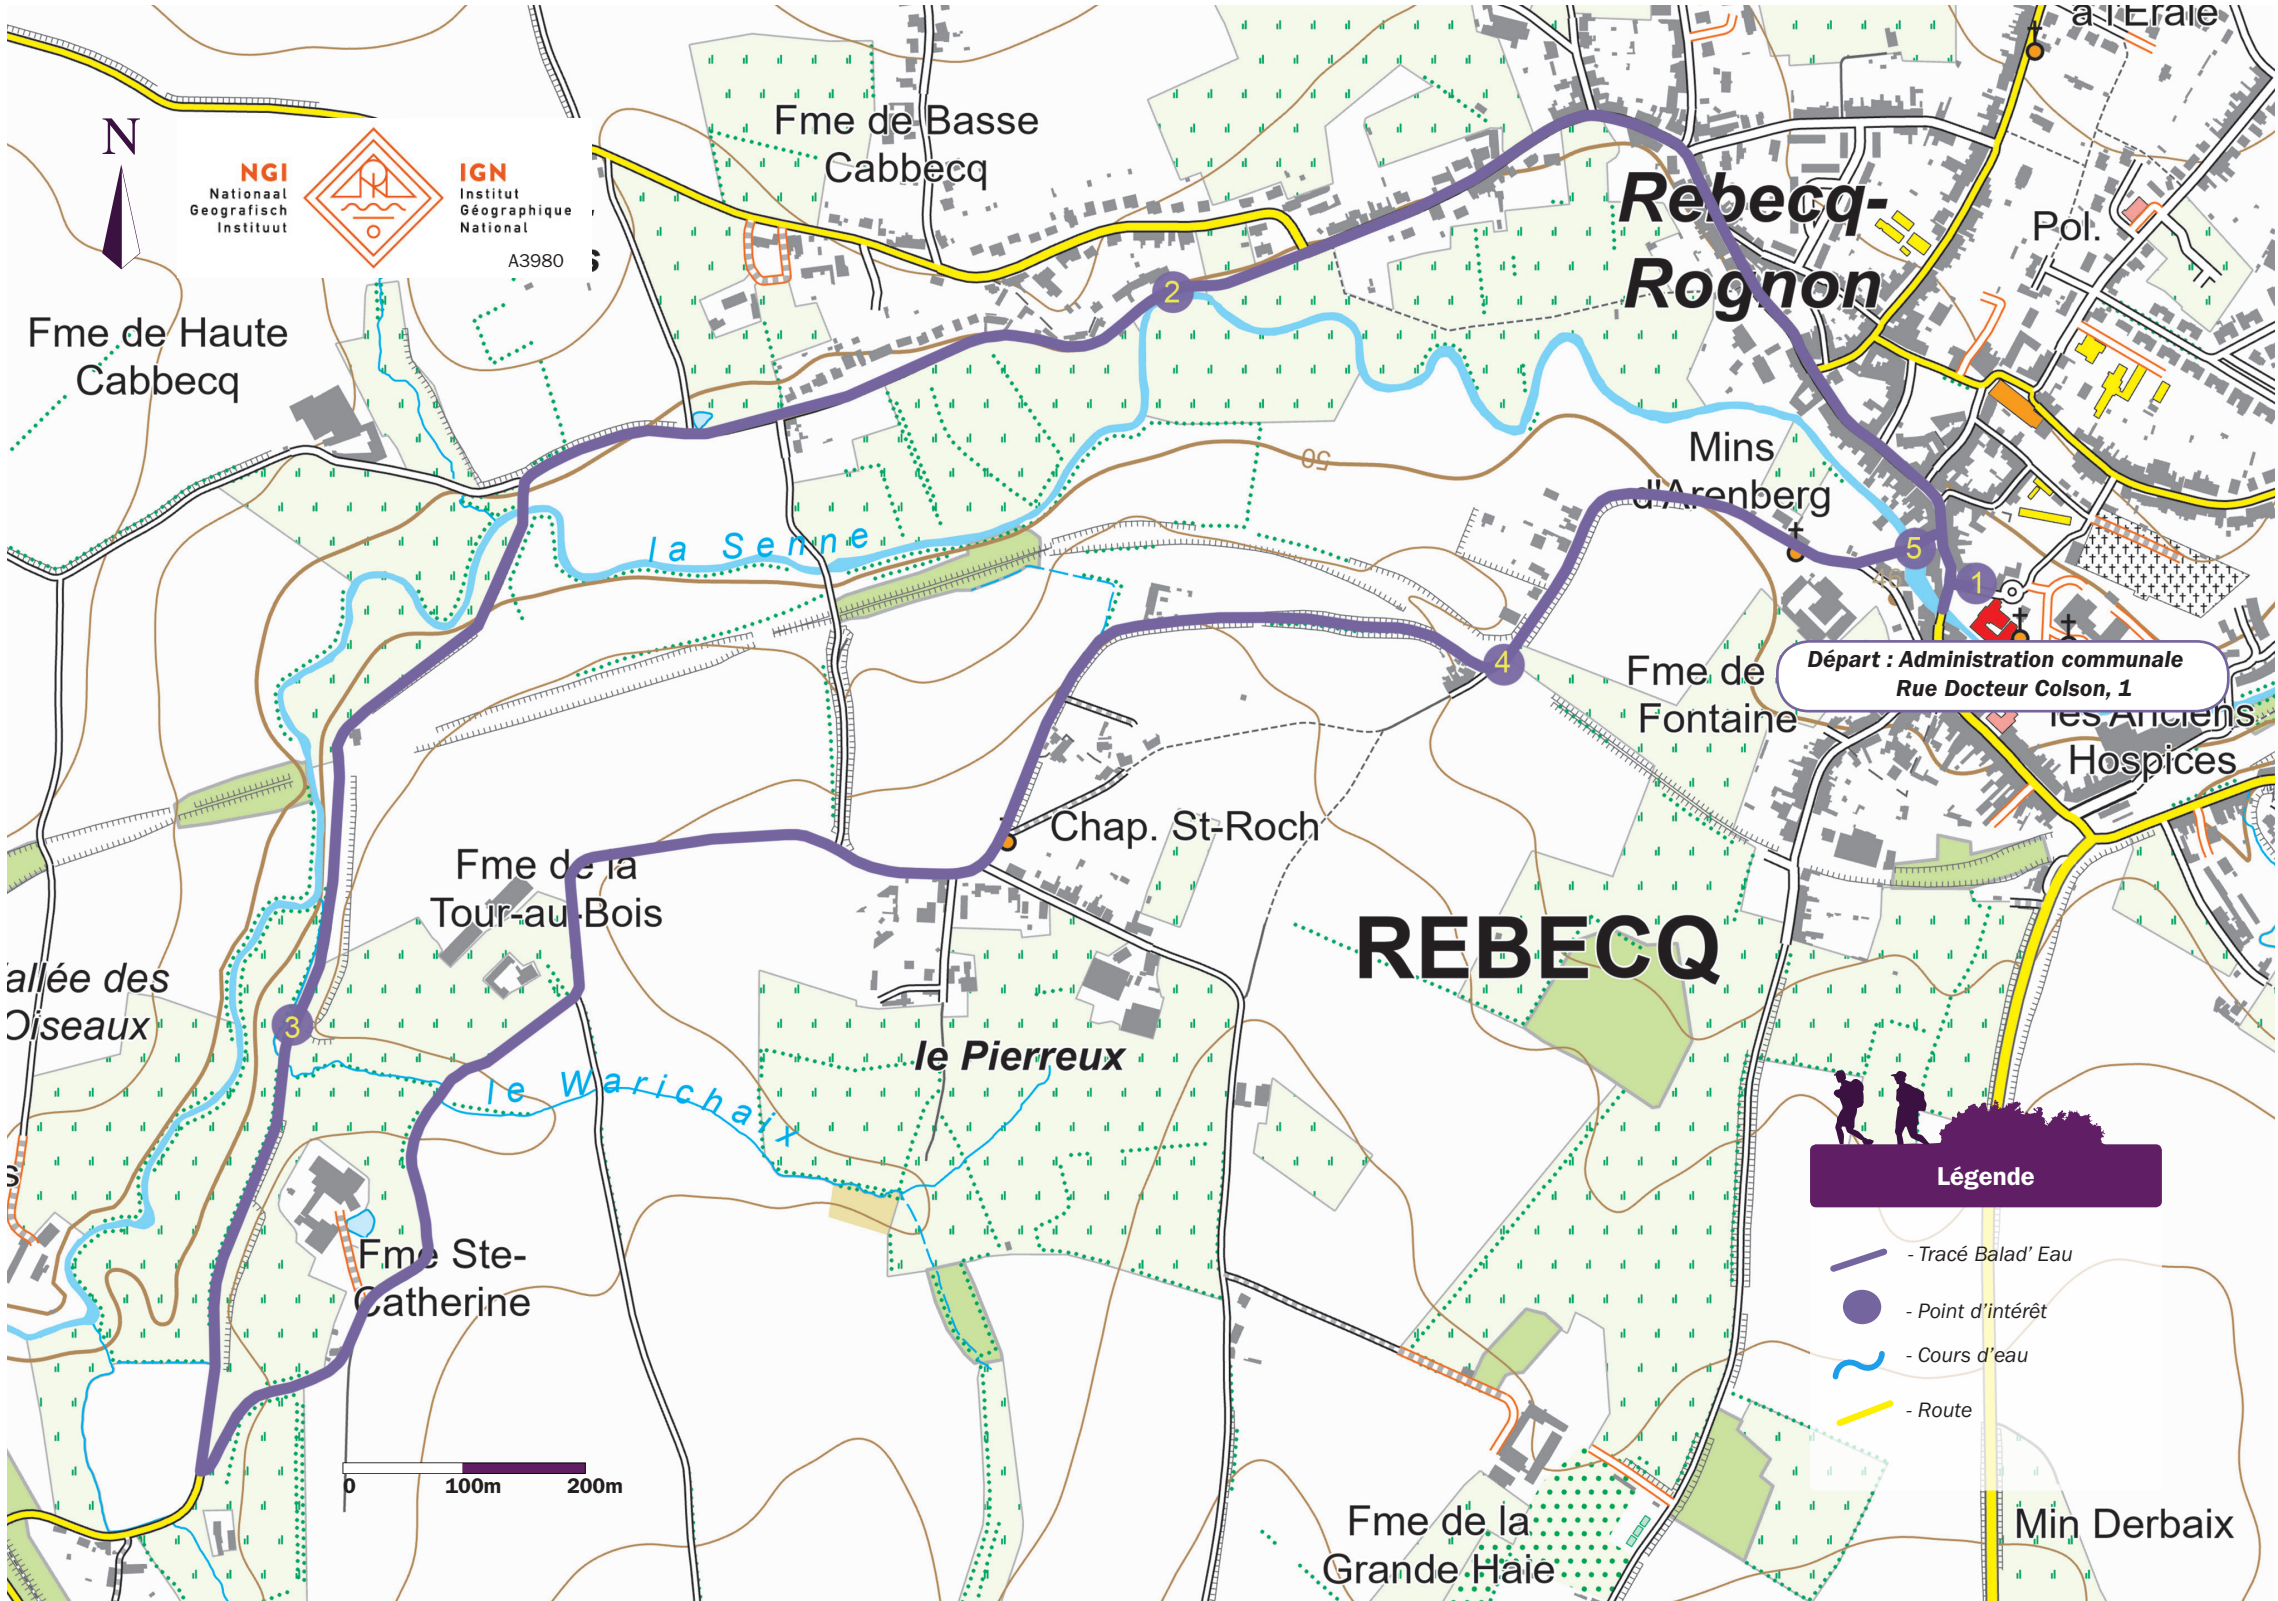 à l'Eraie
N
NGI
Nationaal
Geografisch
Instituut
IGN
Institut
Géographique
National
A3980
s
Fme de Basse
Cabbecq
Rebecq-
Rognon
Pol.
Fme de Haute
Cabbecq
2
50
Mins
d'Arenberg
la Senne
5
1
4
Départ : Administration communale
Rue Docteur Colson, 1
Fme de
Fontaine
les Anciens
Hospices
Chap. St-Roch
Fme de la
Tour-au-Bois
REBECQ
allée des
Oiseaux
3
le Pierreux
le Warichaix
s
Fme Ste-
Catherine
Légende
- Tracé Balad' Eau
- Point d'intérêt
- Cours d'eau
- Route
0 100m 200m
Fme de la
Grande Haie
Min Derbaix